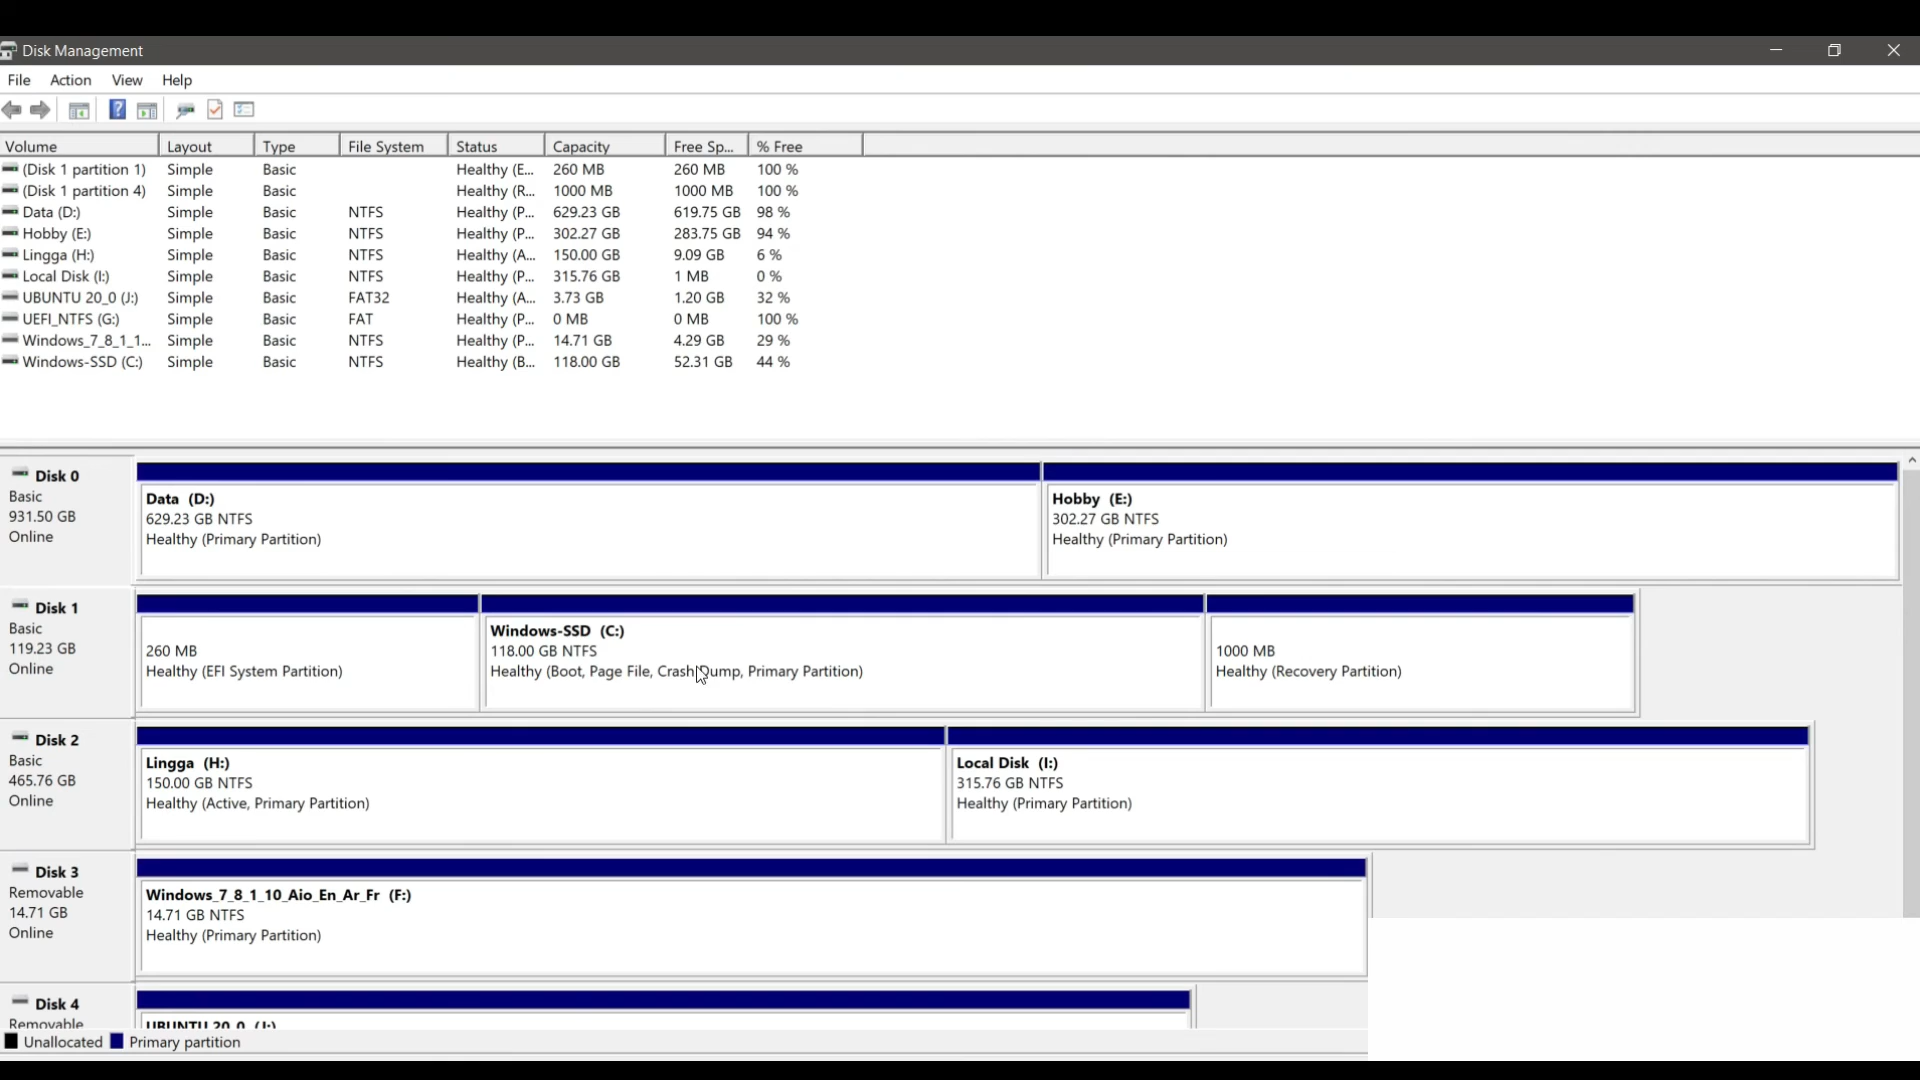 Disk Management
File Action View Help
Volume Layout Type File System Status Capacity Free Sp... % Free
(Disk 1 partition 1) Simple Basic Healthy (E... 260 MB 260 MB 100 %
(Disk 1 partition 4) Simple Basic Healthy (R... 1000 MB 1000 MB 100 %
Data (D:) Simple Basic NTFS Healthy (P... 629.23 GB 619.75 GB 98 %
Hobby (E:) Simple Basic NTFS Healthy (P... 302.27 GB 283.75 GB 94 %
Lingga (H:) Simple Basic NTFS Healthy (A... 150.00 GB 9.09 GB 6 %
Local Disk (I:) Simple Basic NTFS Healthy (P... 315.76 GB 1 MB 0 %
UBUNTU 20_0 (J:) Simple Basic FAT32 Healthy (A... 3.73 GB 1.20 GB 32 %
UEFI_NTFS (G:) Simple Basic FAT Healthy (P... 0 MB 0 MB 100 %
Windows_7_8_1_1... Simple Basic NTFS Healthy (P... 14.71 GB 4.29 GB 29 %
Windows-SSD (C:) Simple Basic NTFS Healthy (B... 118.00 GB 52.31 GB 44 %
Disk 0
Basic
931.50 GB
Online
Data (D:)
629.23 GB NTFS
Healthy (Primary Partition)
Hobby (E:)
302.27 GB NTFS
Healthy (Primary Partition)
Disk 1
Basic
119.23 GB
Online
260 MB
Healthy (EFI System Partition)
Windows-SSD (C:)
118.00 GB NTFS
Healthy (Boot, Page File, Crash Dump, Primary Partition)
1000 MB
Healthy (Recovery Partition)
Disk 2
Basic
465.76 GB
Online
Lingga (H:)
150.00 GB NTFS
Healthy (Active, Primary Partition)
Local Disk (I:)
315.76 GB NTFS
Healthy (Primary Partition)
Disk 3
Removable
14.71 GB
Online
Windows_7_8_1_10_Aio_En_Ar_Fr (F:)
14.71 GB NTFS
Healthy (Primary Partition)
Disk 4
Removable
UBUNTU 20_0 (J:)
Unallocated Primary partition